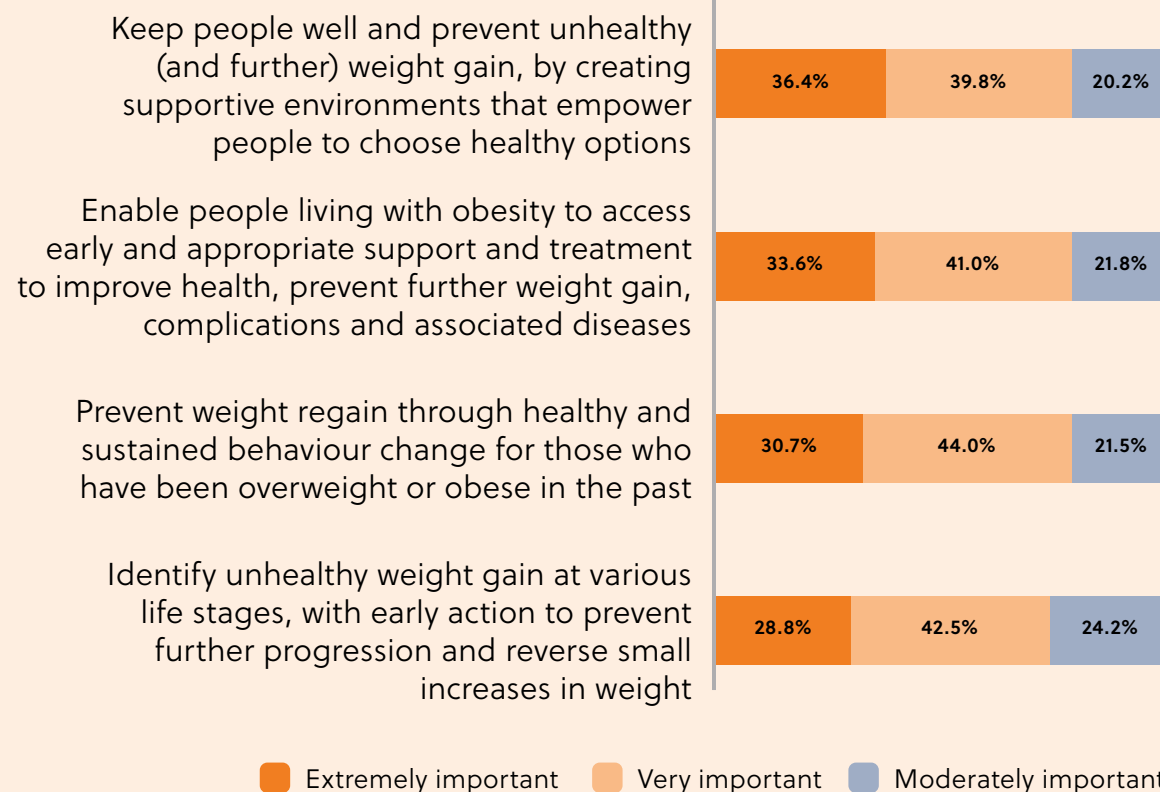 Keep people well and prevent unhealthy
(and further) weight gain, by creating
supportive environments that empower
people to choose healthy options
36.4% 39.8% 20.2%
Enable people living with obesity to access
early and appropriate support and treatment
to improve health, prevent further weight gain,
complications and associated diseases
33.6% 41.0% 21.8%
Prevent weight regain through healthy and
sustained behaviour change for those who
have been overweight or obese in the past
30.7% 44.0% 21.5%
Identify unhealthy weight gain at various
life stages, with early action to prevent
further progression and reverse small
increases in weight
28.8% 42.5% 24.2%
Extremely important Very important Moderately important